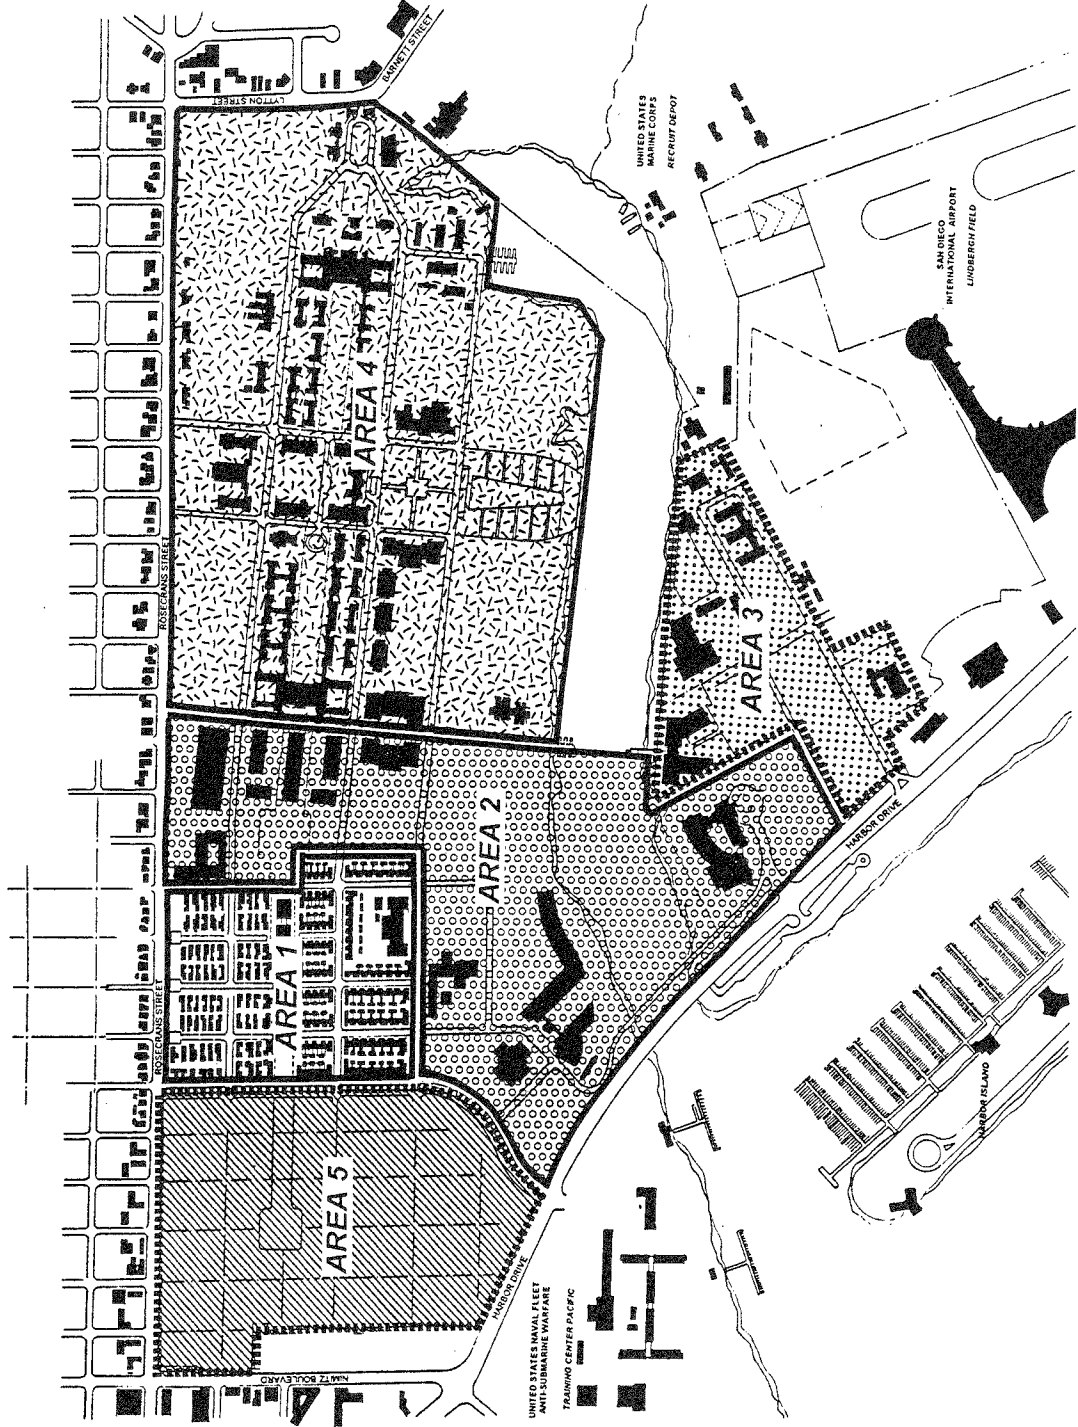 BARNETT STREET
LYTTON STREET
UNITED STATES
MARINE CORPS
RECRUIT DEPOT
SAN DIEGO
INTERNATIONAL AIRPORT
LINDBERGH FIELD
AREA 4
ROSECRANS STREET
AREA 3
AREA 2
HARBOR DRIVE
AREA 1
ROSECRANS STREET
HARBOR ISLAND
AREA 5
HARBOR DRIVE
UNITED STATES NAVAL FLEET
ANTI-SUBMARINE WARFARE
TRAINING CENTER PACIFIC
NIMITZ BOULEVARD